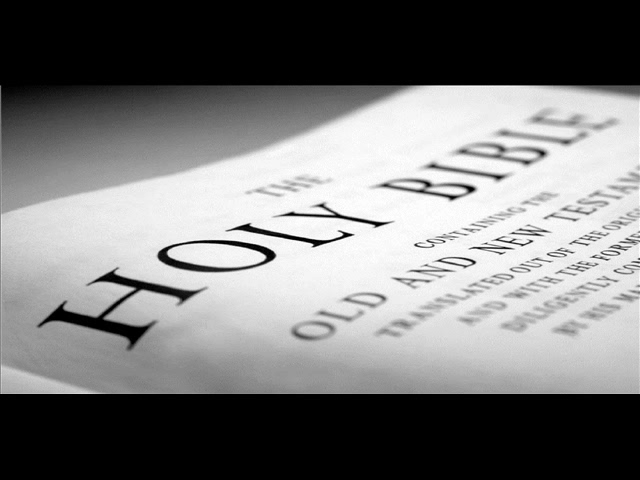 THE
HOLY BIBLE
CONTAINING THE
OLD AND NEW
TRANSLATED OUT OF THE
AND WITH THE
DILIGENTLY
BY HIS